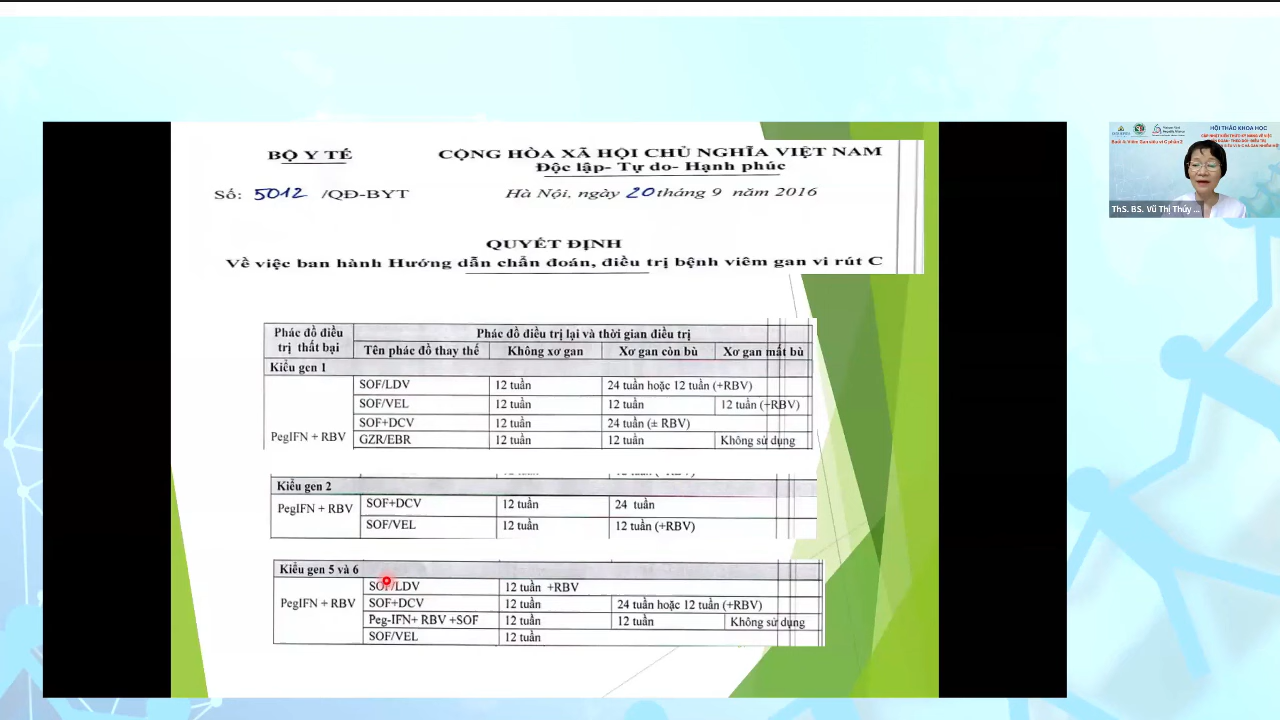 BỘ Y TẾ
CỘNG HÒA XÃ HỘI CHỦ NGHĨA VIỆT NAM
Độc lập- Tự do- Hạnh phúc
Số: 5012 /QĐ-BYT
Hà Nội, ngày 20 tháng 9 năm 2016
QUYẾT ĐỊNH
Về việc ban hành Hướng dẫn chẩn đoán, điều trị bệnh viêm gan vi rút C
Phác đồ điều trị thất bại
Phác đồ điều trị lại và thời gian điều trị
Tên phác đồ thay thế Không xơ gan Xơ gan còn bù Xơ gan mất bù
Kiểu gen 1
PegIFN + RBV
SOF/LDV 12 tuần 24 tuần hoặc 12 tuần (+RBV)
SOF/VEL 12 tuần 12 tuần 12 tuần (+RBV)
SOF+DCV 12 tuần 24 tuần (± RBV)
GZR/EBR 12 tuần 12 tuần Không sử dụng
Kiểu gen 2
PegIFN + RBV
SOF+DCV 12 tuần 24 tuần
SOF/VEL 12 tuần 12 tuần (+RBV)
Kiểu gen 5 và 6
PegIFN + RBV
SOF/LDV 12 tuần +RBV
SOF+DCV 12 tuần 24 tuần hoặc 12 tuần (+RBV)
Peg-IFN+ RBV +SOF 12 tuần 12 tuần Không sử dụng
SOF/VEL 12 tuần
HỘI THẢO KHOA HỌC
ThS. BS. Vũ Thị Thúy ...